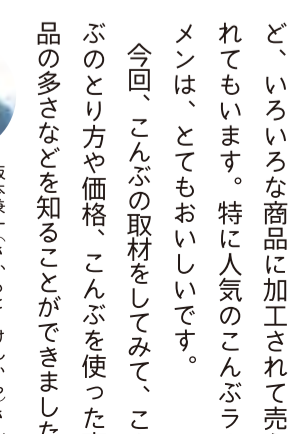 ど、いろいろな商品に加工されて売
れてもいます。特に人気のこんぶラ
メンは、とてもおいしいです。
今回、こんぶの取材をしてみて、こ
ぶのとり方や価格、こんぶを使った
品の多さなどを知ることができました